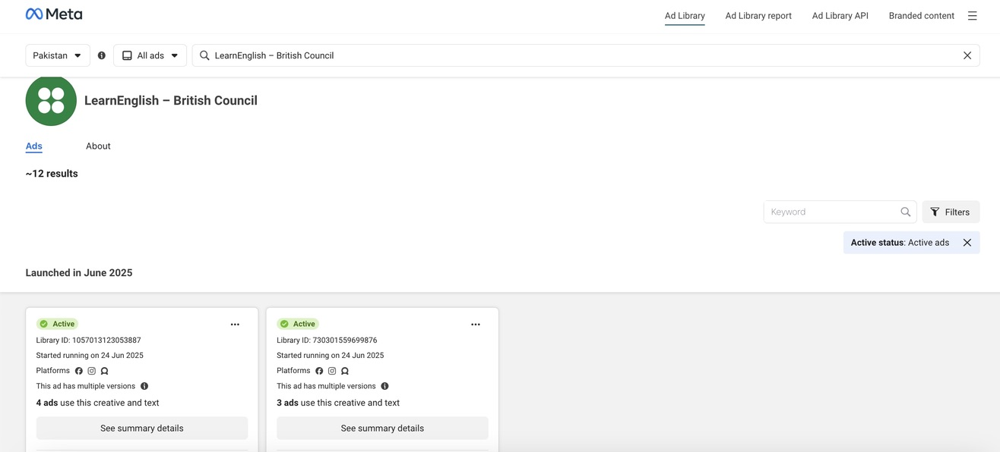 Meta
Ad Library
Ad Library report
Ad Library API
Branded content
Pakistan
All ads
LearnEnglish – British Council
LearnEnglish – British Council
Ads
About
~12 results
Keyword
Filters
Active status: Active ads
Launched in June 2025
Active
Library ID: 1057013123053887
Started running on 24 Jun 2025
Platforms
This ad has multiple versions
4 ads use this creative and text
See summary details
Active
Library ID: 730301559699876
Started running on 24 Jun 2025
Platforms
This ad has multiple versions
3 ads use this creative and text
See summary details